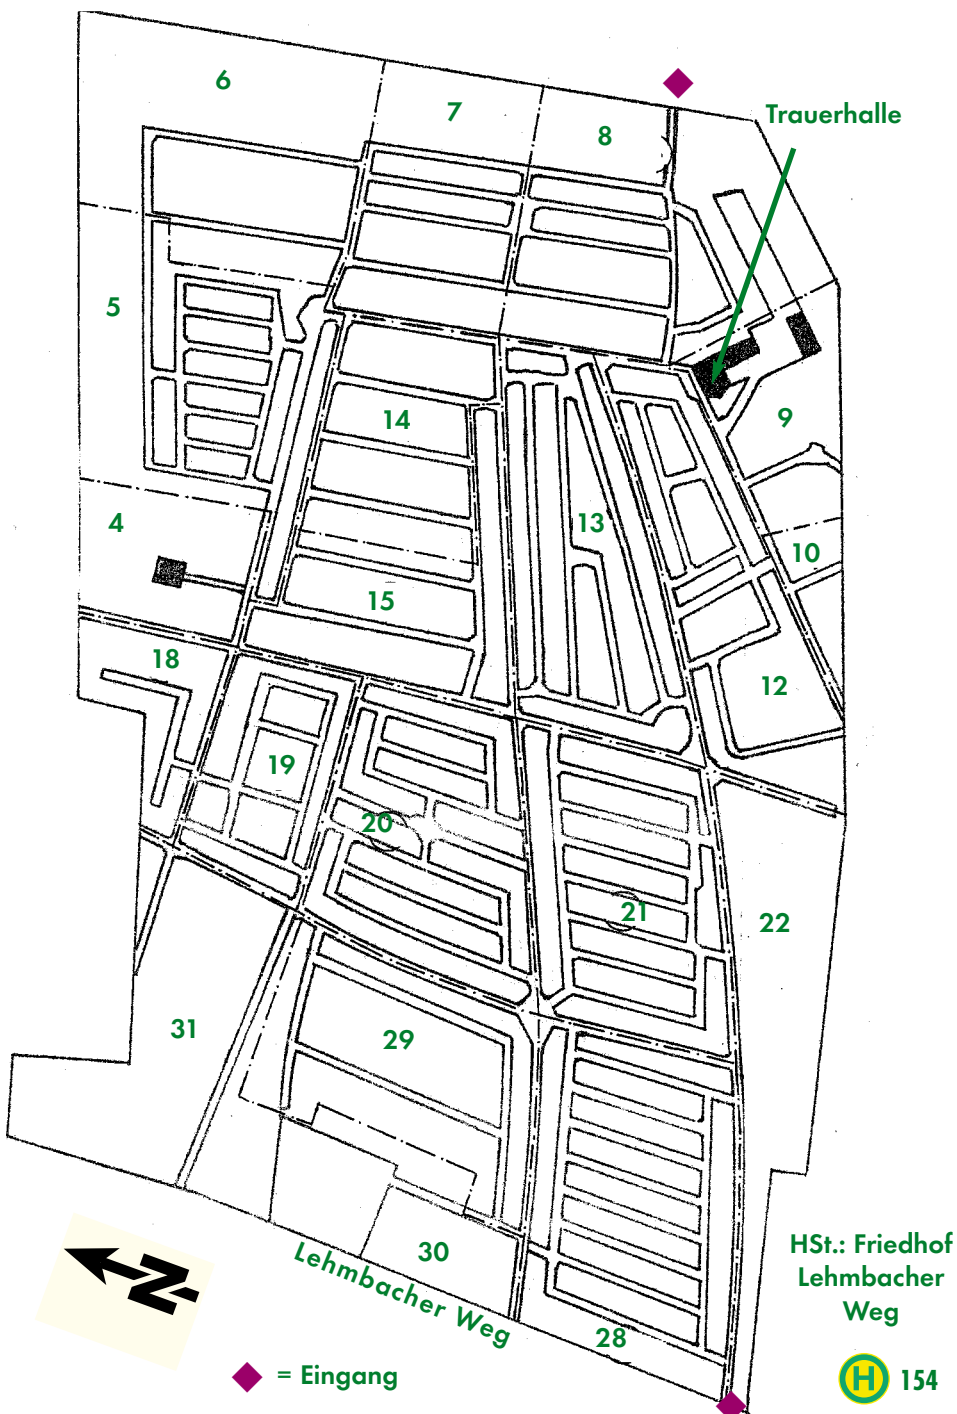 6
7
8
Trauerhalle
5
14
9
4
13
10
15
18
12
19
20
21
22
31
29
30
Lehmbacher Weg
28
N
HSt.: Friedhof
Lehmbacher
Weg
= Eingang
H 154